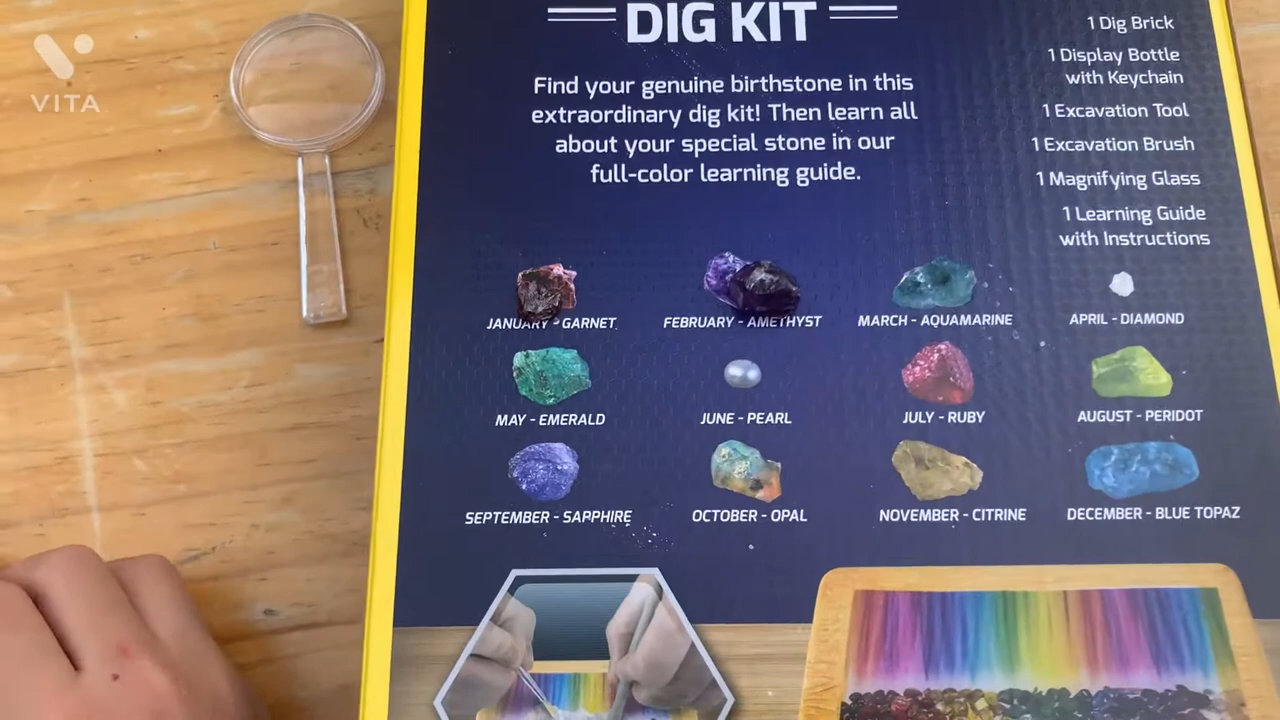 VITA
DIG KIT
Find your genuine birthstone in this
extraordinary dig kit! Then learn all
about your special stone in our
full-color learning guide.
1 Dig Brick
1 Display Bottle
with Keychain
1 Excavation Tool
1 Excavation Brush
1 Magnifying Glass
1 Learning Guide
with Instructions
JANUARY - GARNET
FEBRUARY - AMETHYST
MARCH - AQUAMARINE
APRIL - DIAMOND
MAY - EMERALD
JUNE - PEARL
JULY - RUBY
AUGUST - PERIDOT
SEPTEMBER - SAPPHIRE
OCTOBER - OPAL
NOVEMBER - CITRINE
DECEMBER - BLUE TOPAZ